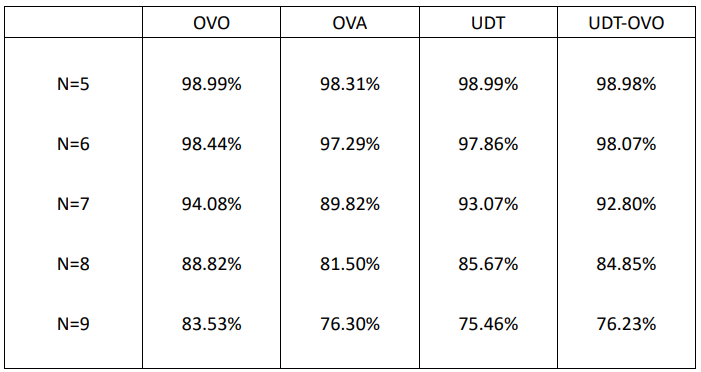 OVO OVA UDT UDT-OVO
N=5 98.99% 98.31% 98.99% 98.98%
N=6 98.44% 97.29% 97.86% 98.07%
N=7 94.08% 89.82% 93.07% 92.80%
N=8 88.82% 81.50% 85.67% 84.85%
N=9 83.53% 76.30% 75.46% 76.23%